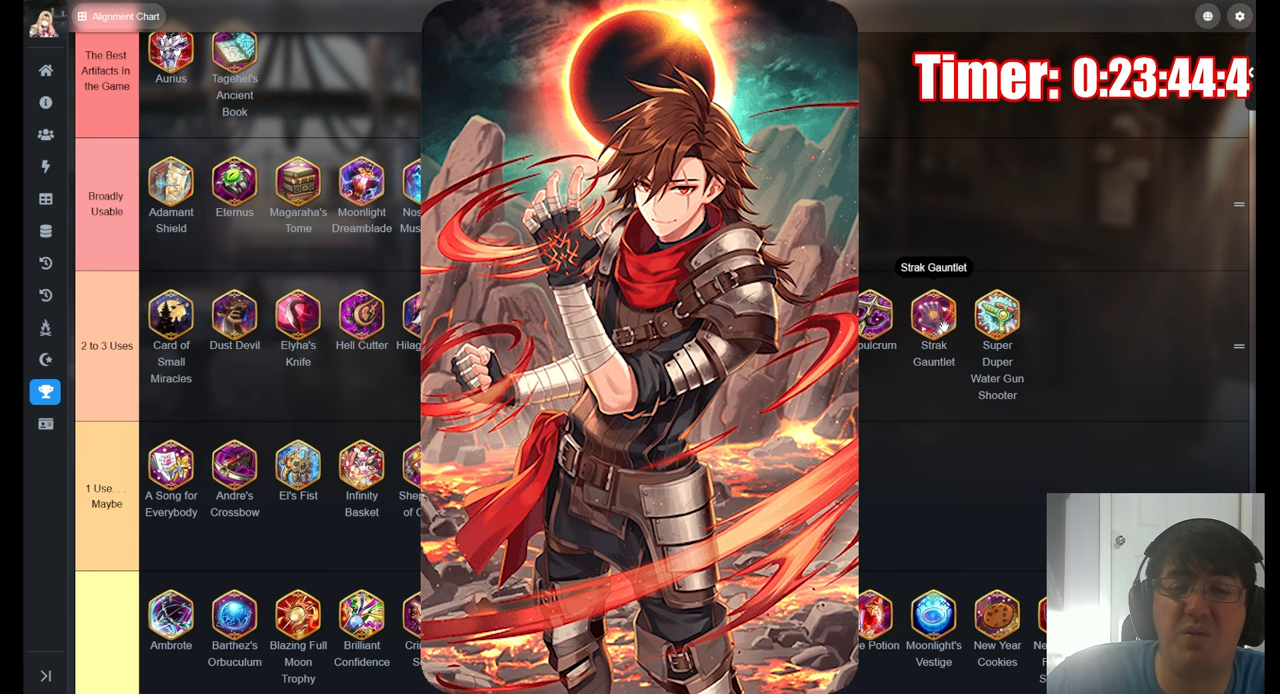 Alignment Chart
Timer: 0:23:44:4
The Best
Artifacts In
the Game
Aurius
Tagehel's
Ancient
Book
Broadly
Usable
Adamant
Shield
Eternus
Magaraha's
Tome
Moonlight
Dreamblade
Strak Gauntlet
2 to 3 Uses
Card of
Small
Miracles
Dust Devil
Elyha's
Knife
Hell Cutter
Strak
Gauntlet
Super
Duper
Water Gun
Shooter
1 Use. . .
Maybe
A Song for
Everybody
Andre's
Crossbow
El's Fist
Infinity
Basket
Ambrote
Barthez's
Orbuculum
Blazing Full
Moon
Trophy
Brilliant
Confidence
Potion
Moonlight's
Vestige
New Year
Cookies